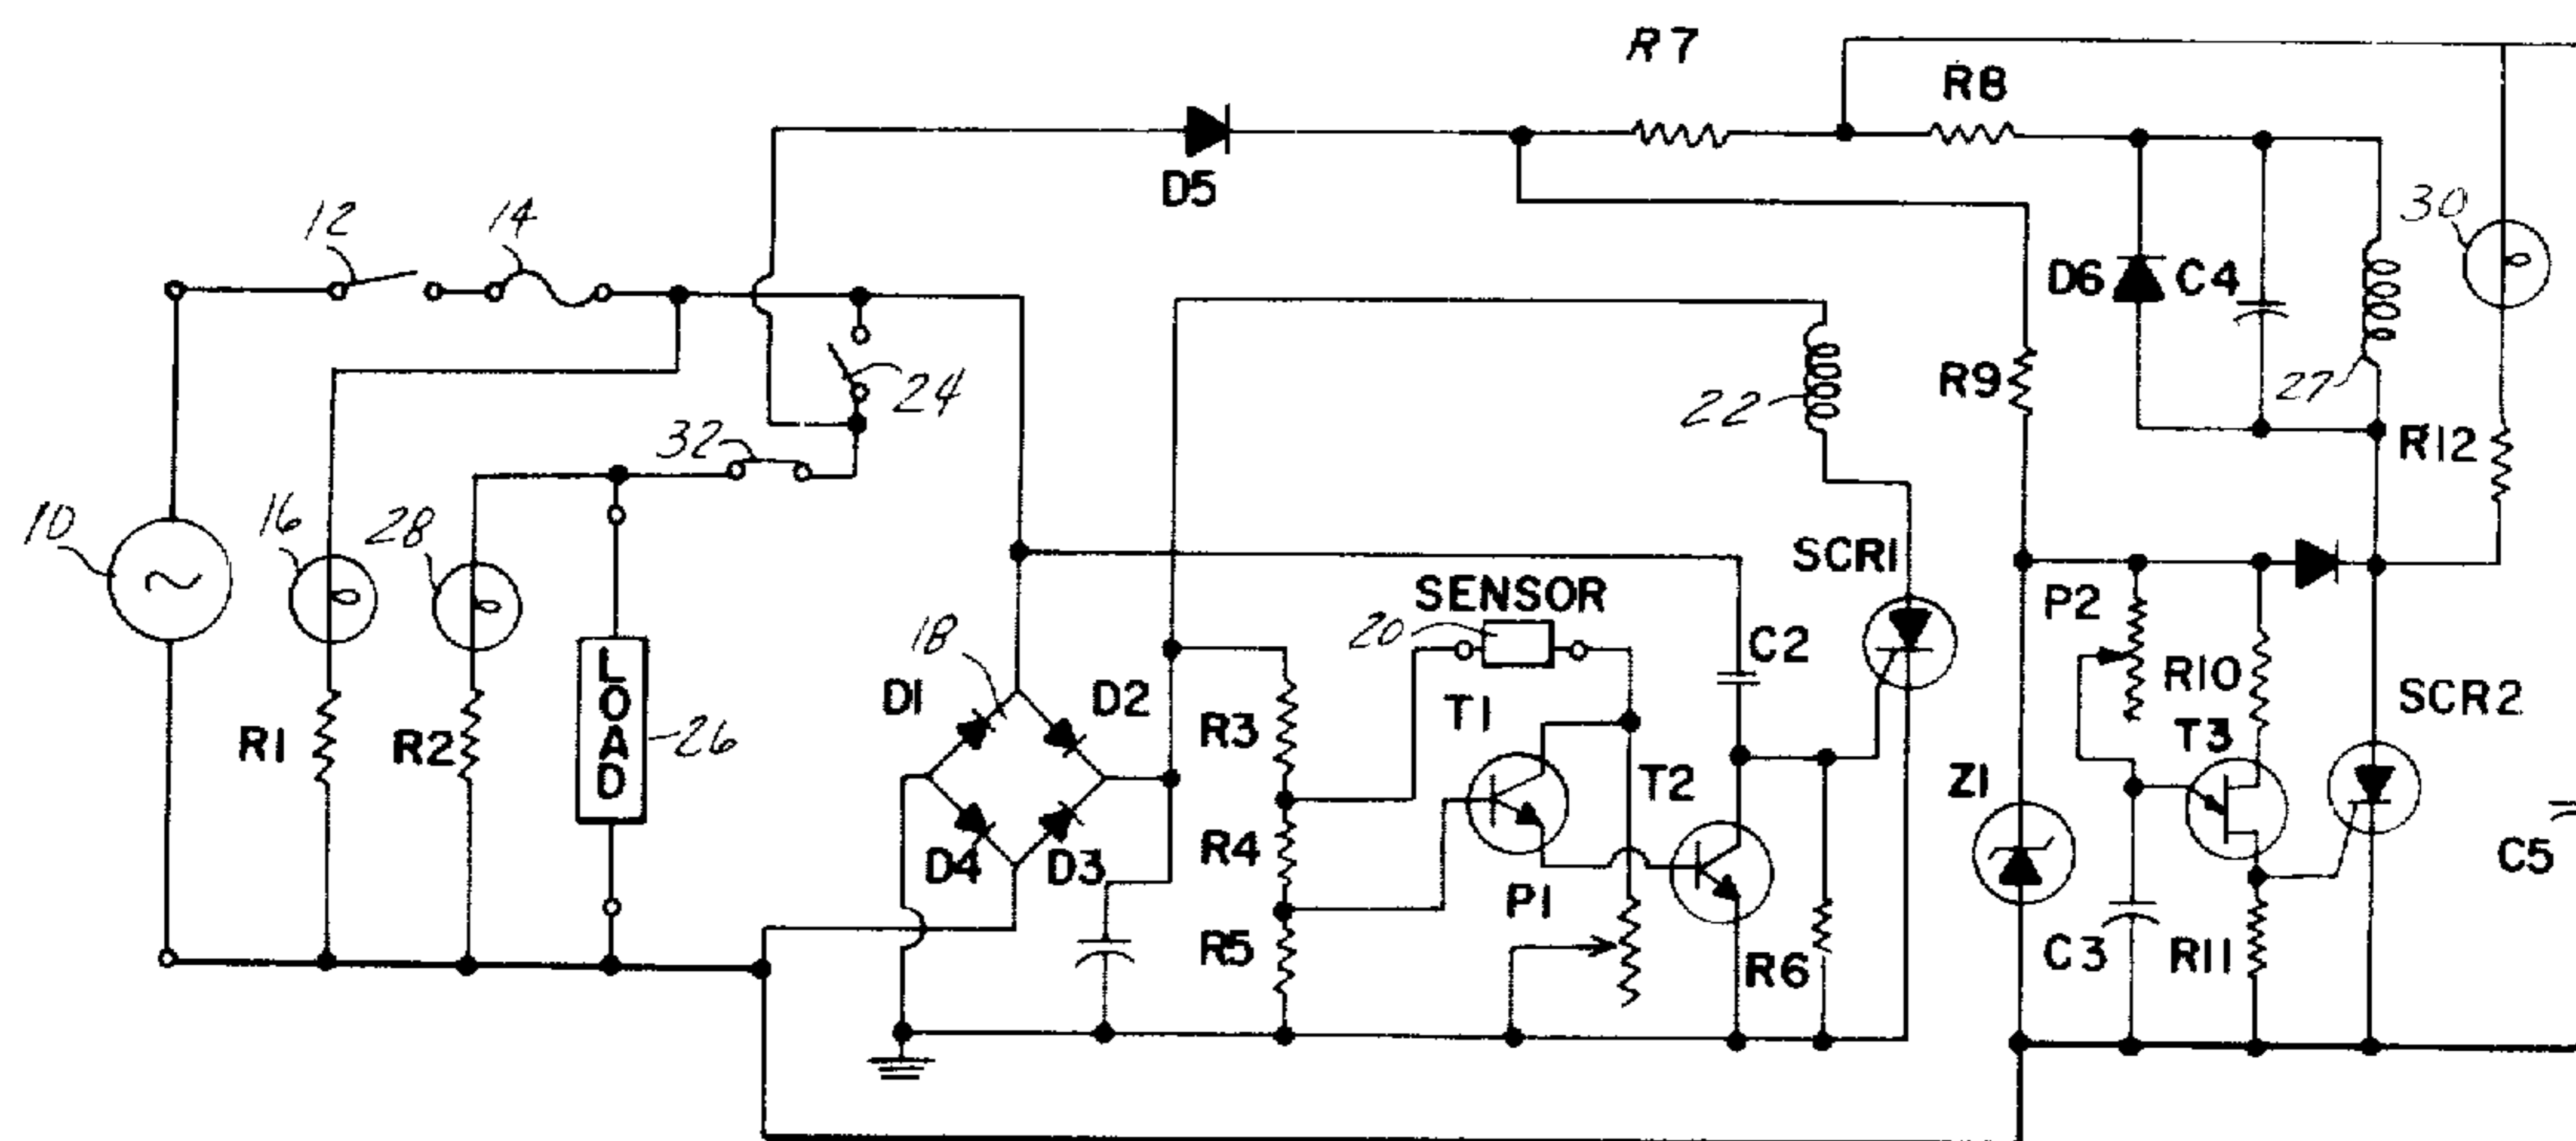 R7
R8
D5
12
14
24
32
30
D6
C4
R9
22
27
R12
10
16
28
SCR1
SENSOR
20
P2
18
C2
D1
D2
R1
R2
LOAD
26
R3
T1
R10
SCR2
T3
T2
Z1
R4
D4
D3
P1
C5
R5
R6
C3
R11